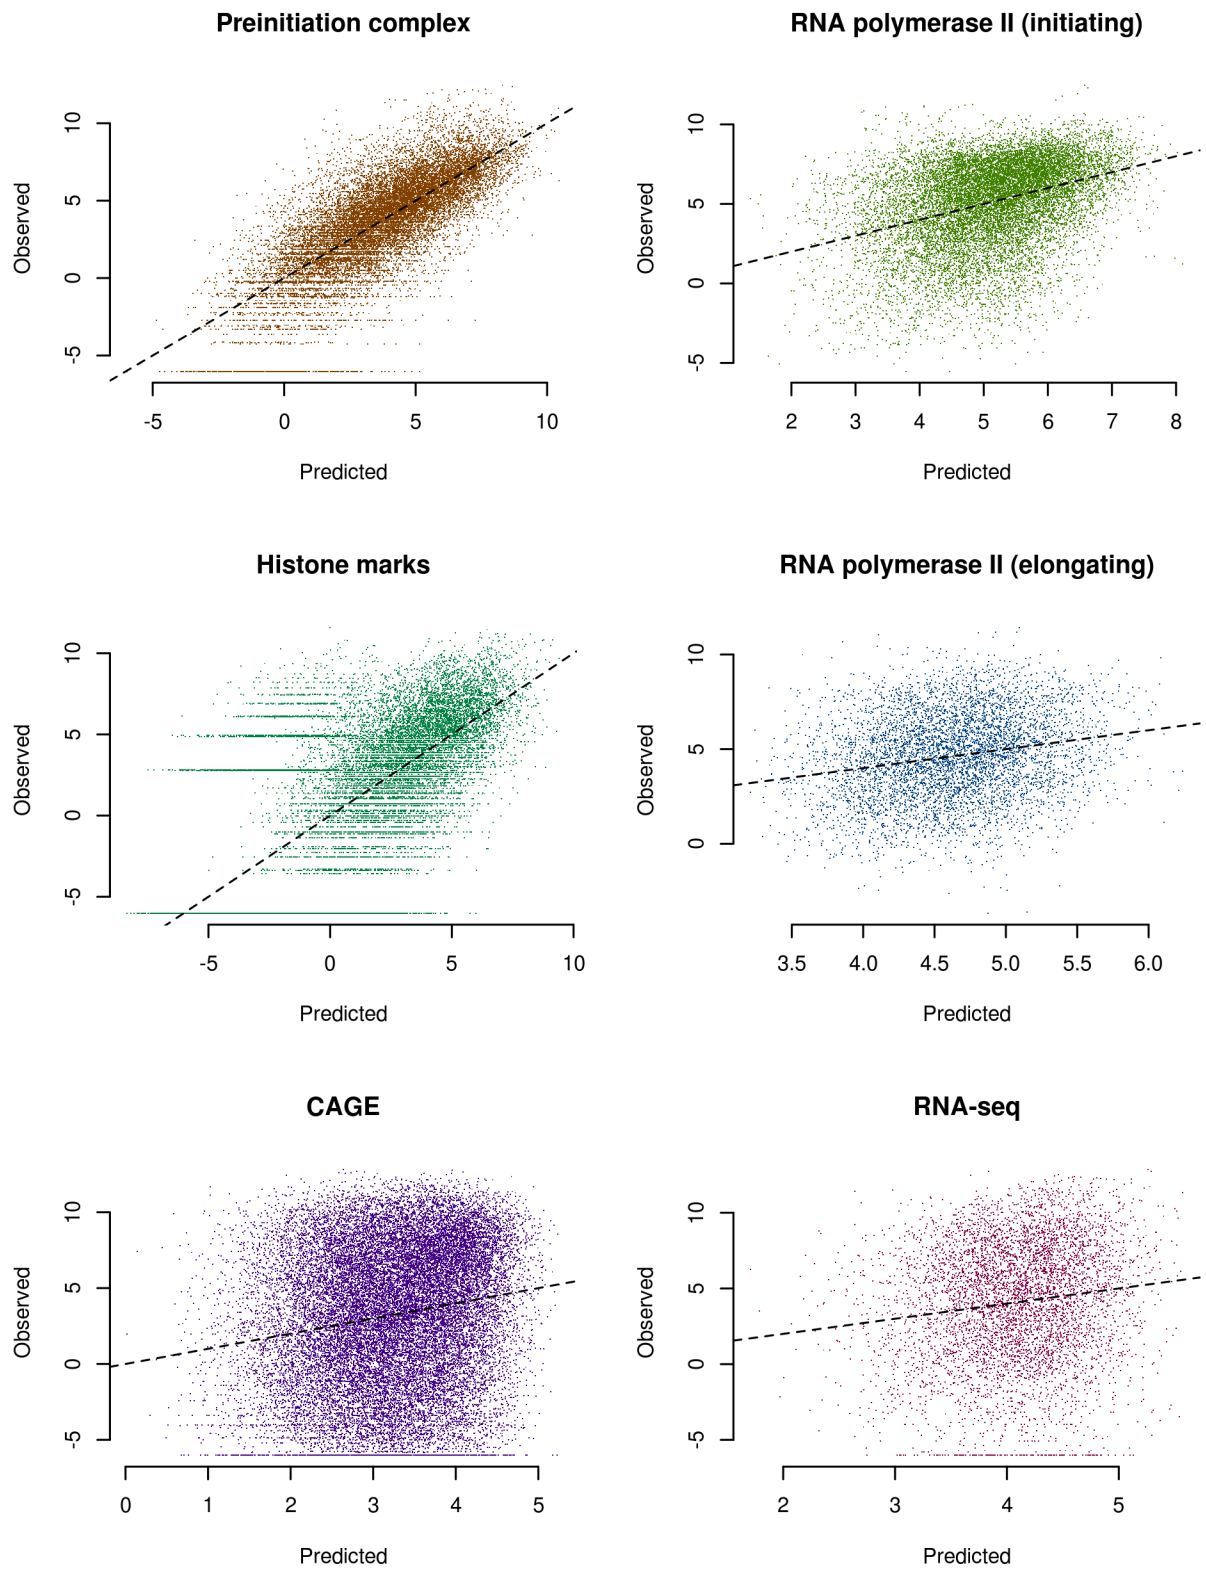 Preinitiation complex
Observed
-5 0 5 10
-5 0 5 10
Predicted
RNA polymerase II (initiating)
Observed
-5 0 5 10
2 3 4 5 6 7 8
Predicted
Histone marks
Observed
-5 0 5 10
-5 0 5 10
Predicted
RNA polymerase II (elongating)
Observed
0 5 10
3.5 4.0 4.5 5.0 5.5 6.0
Predicted
CAGE
Observed
-5 0 5 10
0 1 2 3 4 5
Predicted
RNA-seq
Observed
-5 0 5 10
2 3 4 5
Predicted